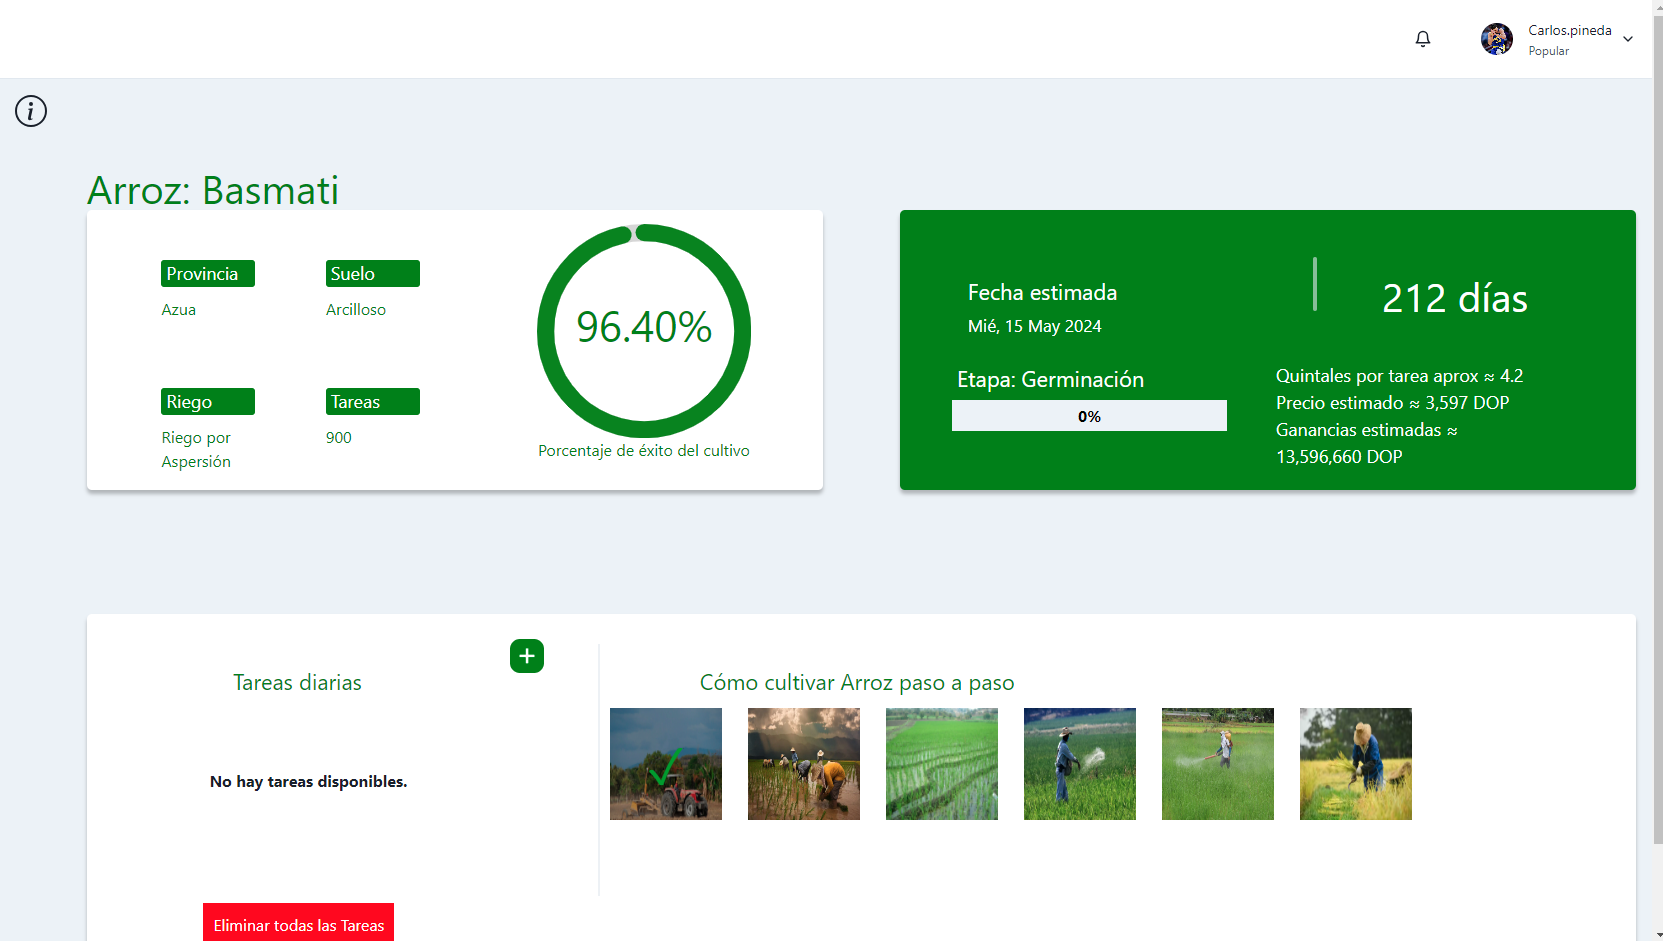 Carlos.pineda
Popular
i
Arroz: Basmati
Provincia
Azua
Suelo
Arcilloso
Riego
Riego por
Aspersión
Tareas
900
96.40%
Porcentaje de éxito del cultivo
Fecha estimada
Mié, 15 May 2024
212 días
Etapa: Germinación
0%
Quintales por tarea aprox ≈ 4.2
Precio estimado ≈ 3,597 DOP
Ganancias estimadas ≈
13,596,660 DOP
Tareas diarias
+
No hay tareas disponibles.
Eliminar todas las Tareas
Cómo cultivar Arroz paso a paso